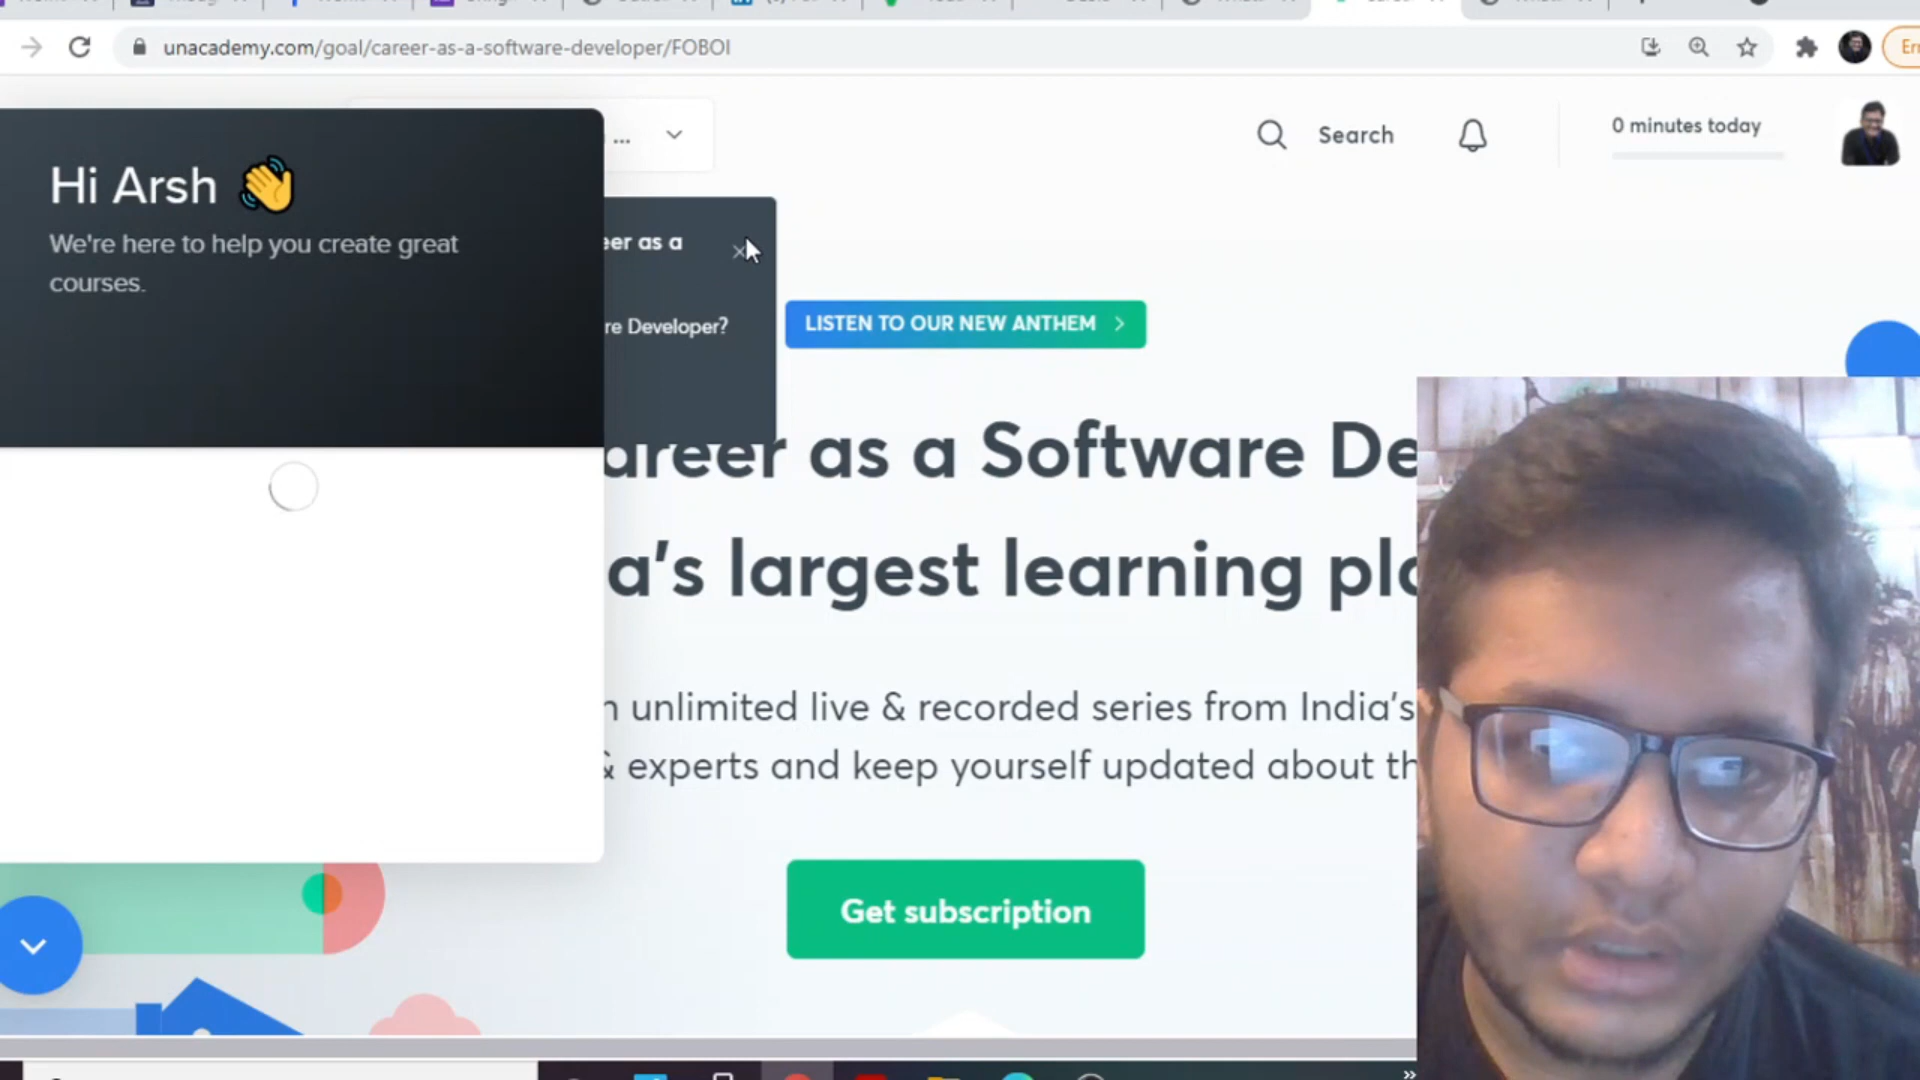 unacademy.com/goal/career-as-a-software-developer/FOBOI
...
Search
0 minutes today
Hi Arsh 👋
We're here to help you create great
courses.
eer as a
re Developer?
LISTEN TO OUR NEW ANTHEM
areer as a Software De
a's largest learning pla
n unlimited live & recorded series from India's
& experts and keep yourself updated about th
Get subscription